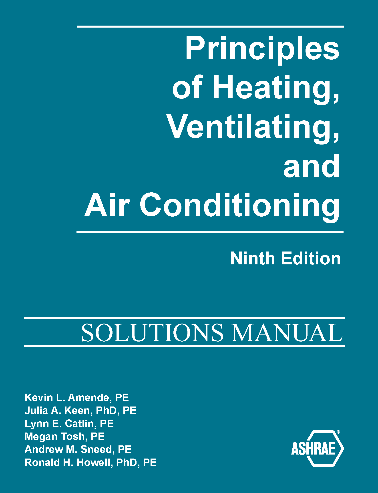 Principles
of Heating,
Ventilating,
and
Air Conditioning
Ninth Edition
SOLUTIONS MANUAL
Kevin L. Amende, PE
Julia A. Keen, PhD, PE
Lynn E. Catlin, PE
Megan Tosh, PE
Andrew M. Sneed, PE
Ronald H. Howell, PhD, PE
ASHRAE